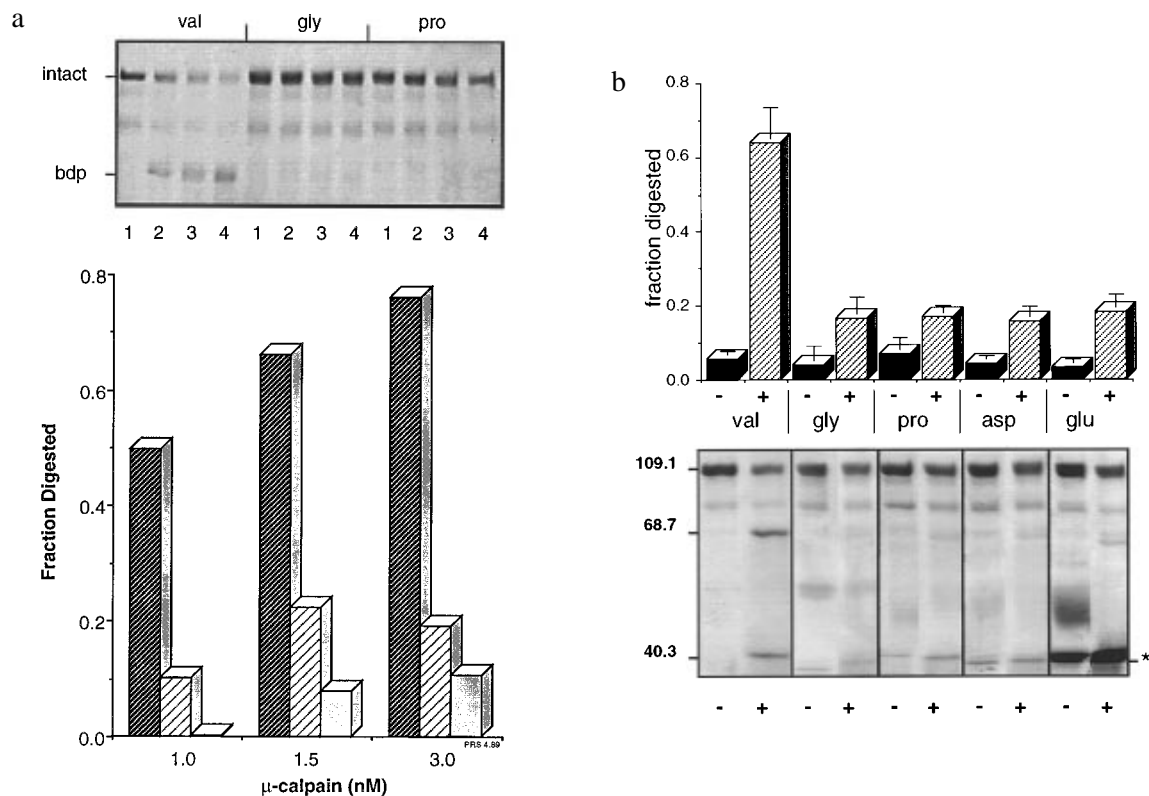 a
val gly pro
intact
bdp
1 2 3 4 1 2 3 4 1 2 3 4
0.8
0.6
0.4
0.2
0.0
Fraction Digested
1.0 1.5 3.0
PRS 4.89
μ-calpain (nM)
b
0.8
0.6
0.4
0.2
0.0
fraction digested
- + - + - + - + - +
val gly pro asp glu
109.1
68.7
40.3
*
- + - + - + - + - +